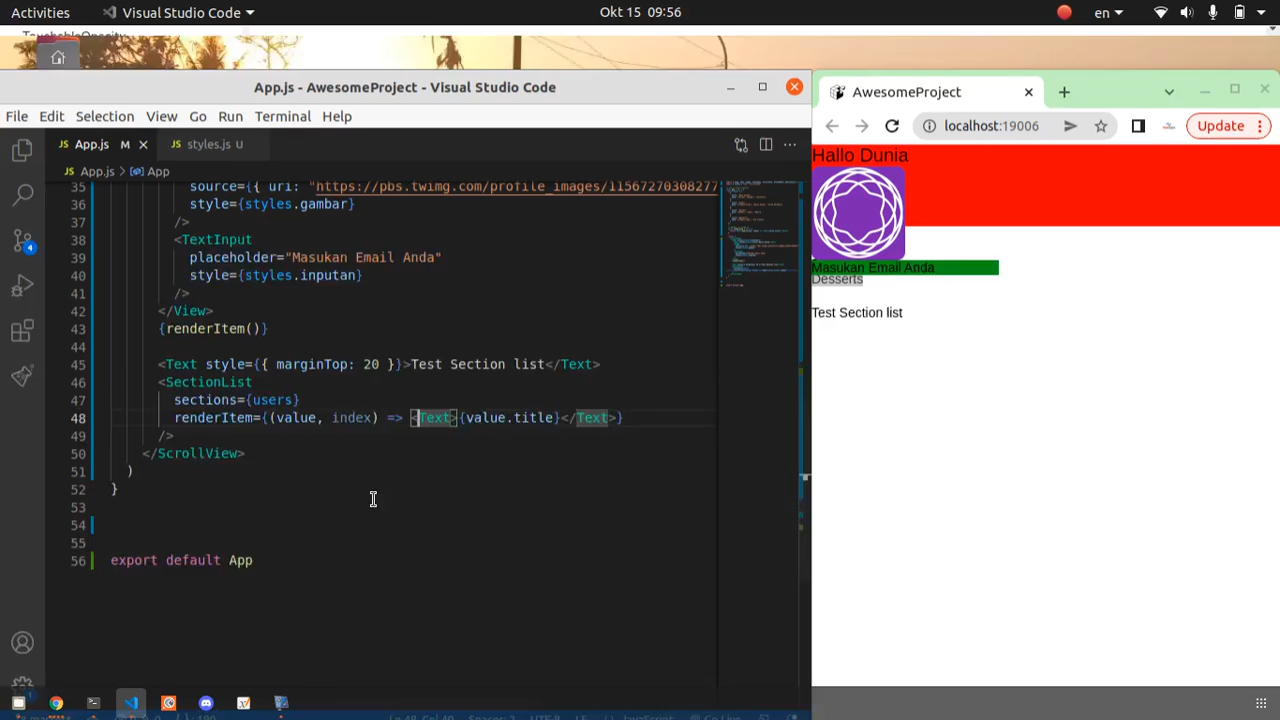 Activities
Visual Studio Code
Okt 15 09:56
en
TouchableOpacity
App.js - AwesomeProject - Visual Studio Code
File Edit Selection View Go Run Terminal Help
App.js M
styles.js U
App.js > App
35 source={{ uri: "https://pbs.twimg.com/profile_images/11567270308277
36 style={styles.gambar}
37 />
38 <TextInput
39 placeholder="Masukan Email Anda"
40 style={styles.inputan}
41 />
42 </View>
43 {renderItem()}
44
45 <Text style={{ marginTop: 20 }}>Test Section list</Text>
46 <SectionList
47 sections={users}
48 renderItem={(value, index) => <Text>{value.title}</Text>}
49 />
50 </ScrollView>
51 )
52 }
53
54
55
56 export default App
4
1
AwesomeProject
localhost:19006
Update
Hallo Dunia
Masukan Email Anda
Desserts
Test Section list